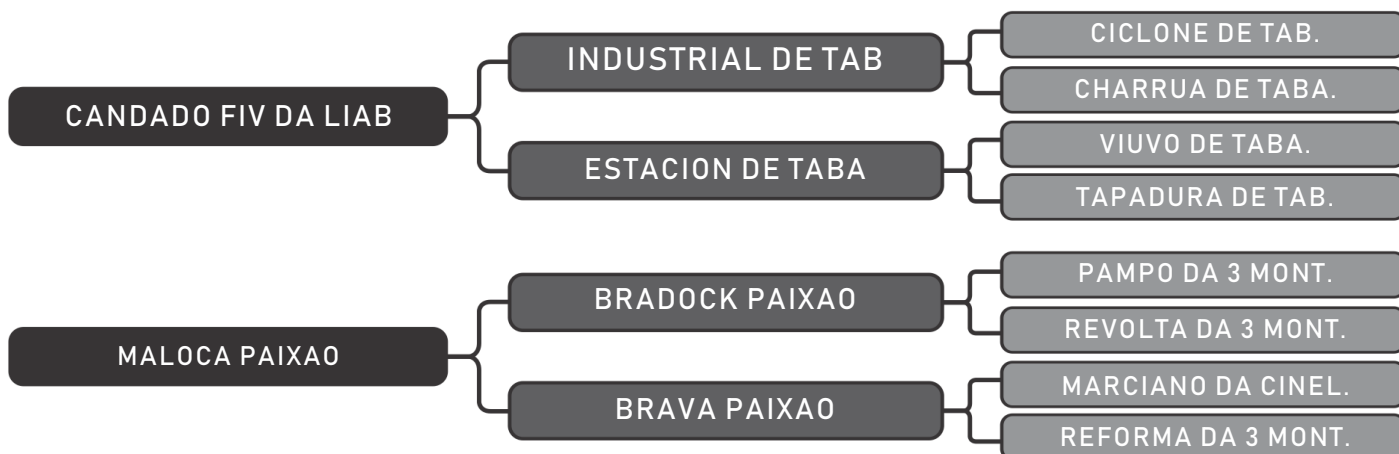 CANDADO FIV DA LIAB
INDUSTRIAL DE TAB
CICLONE DE TAB.
CHARRUA DE TABA.
ESTACION DE TABA
VIUVO DE TABA.
TAPADURA DE TAB.
MALOCA PAIXAO
BRADOCK PAIXAO
PAMPO DA 3 MONT.
REVOLTA DA 3 MONT.
BRAVA PAIXAO
MARCIANO DA CINEL.
REFORMA DA 3 MONT.